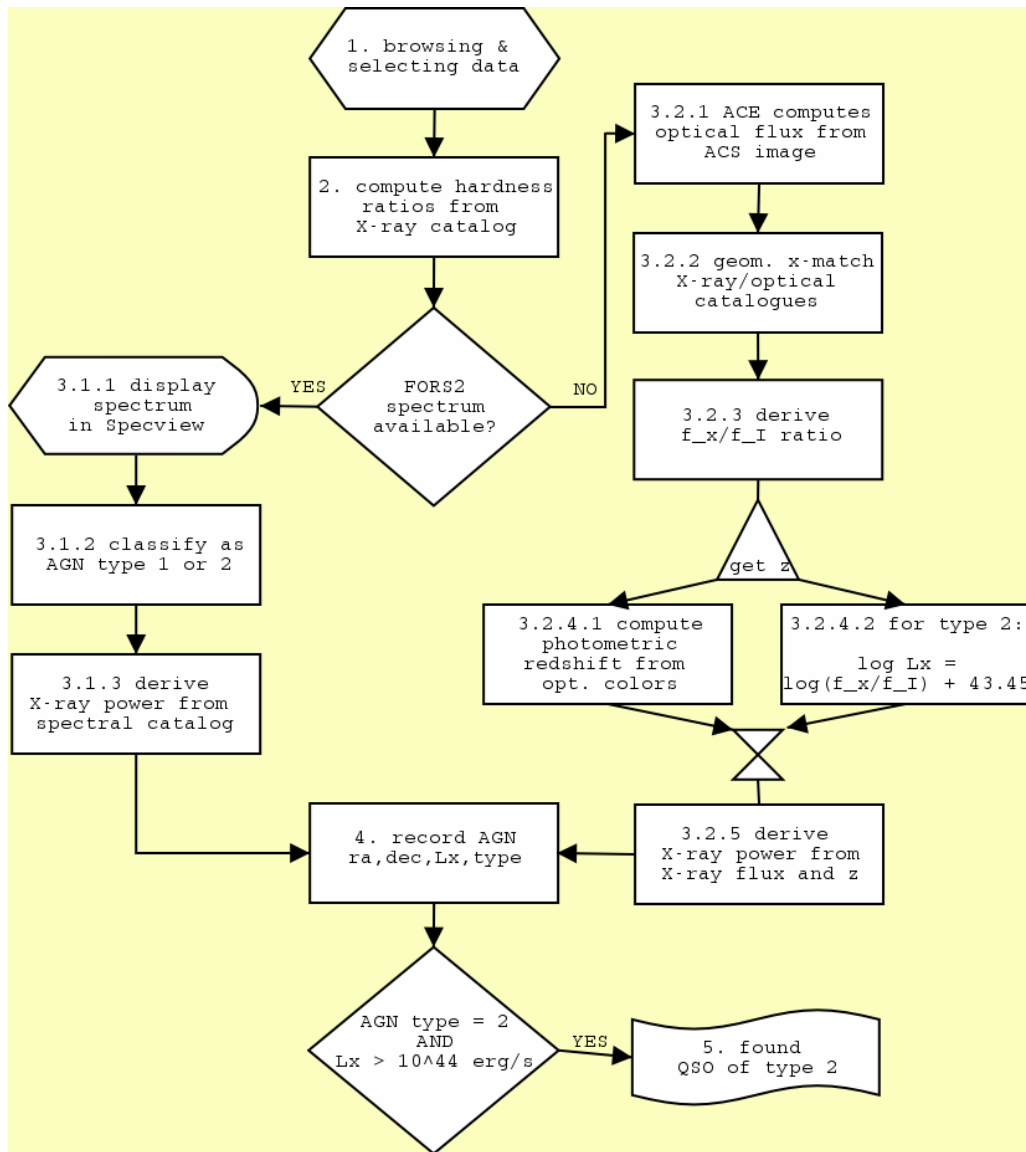 1. browsing &
selecting data
2. compute hardness
ratios from
X-ray catalog
FORS2
spectrum
available?
YES
NO
3.1.1 display
spectrum
in Specview
3.1.2 classify as
AGN type 1 or 2
3.1.3 derive
X-ray power from
spectral catalog
3.2.1 ACE computes
optical flux from
ACS image
3.2.2 geom. x-match
X-ray/optical
catalogues
3.2.3 derive
f_x/f_I ratio
get z
3.2.4.1 compute
photometric
redshift from
opt. colors
3.2.4.2 for type 2:
log Lx =
log(f_x/f_I) + 43.45
3.2.5 derive
X-ray power from
X-ray flux and z
4. record AGN
ra,dec,Lx,type
AGN type = 2
AND
Lx > 10^44 erg/s
YES
5. found
QSO of type 2